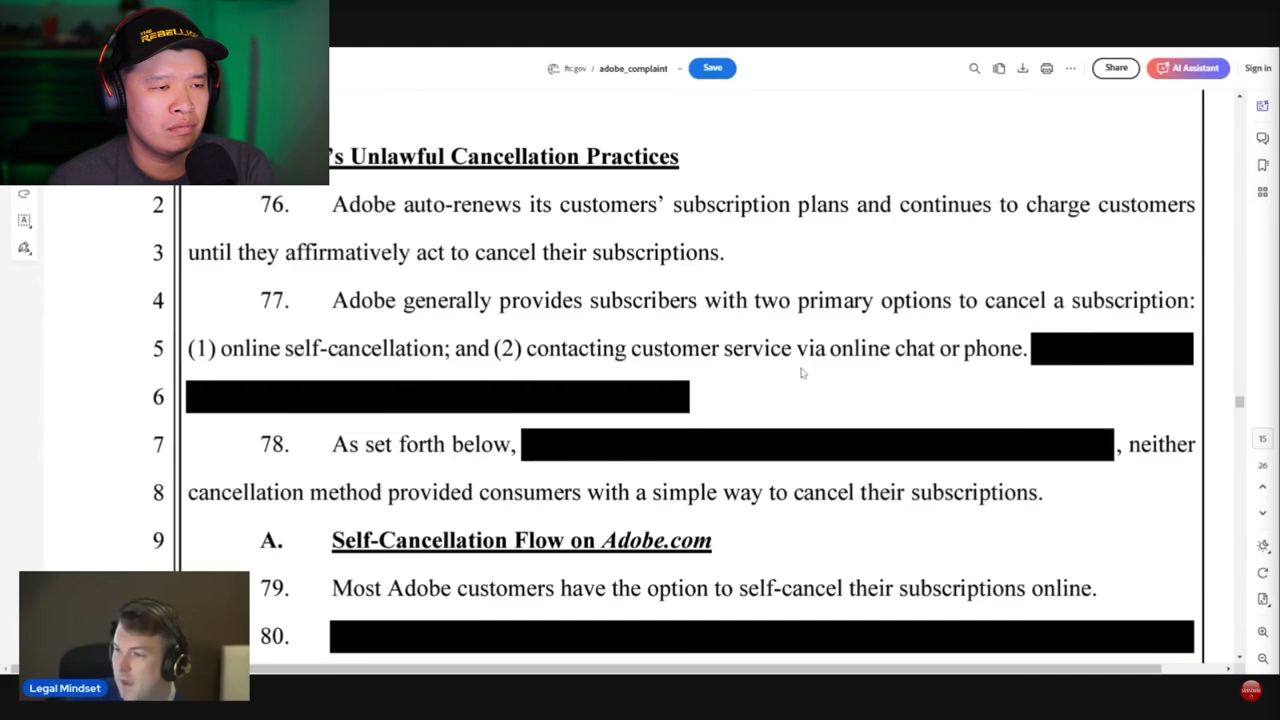 THE
REBELLI
ftc.gov / adobe_complaint
Save
Share
AI Assistant
Sign in
's Unlawful Cancellation Practices
2 76. Adobe auto-renews its customers' subscription plans and continues to charge customers
3 until they affirmatively act to cancel their subscriptions.
4 77. Adobe generally provides subscribers with two primary options to cancel a subscription:
5 (1) online self-cancellation; and (2) contacting customer service via online chat or phone.
6
7 78. As set forth below, , neither
8 cancellation method provided consumers with a simple way to cancel their subscriptions.
9 A. Self-Cancellation Flow on Adobe.com
79. Most Adobe customers have the option to self-cancel their subscriptions online.
80.
15
26
Legal Mindset
SUBSCRIBE